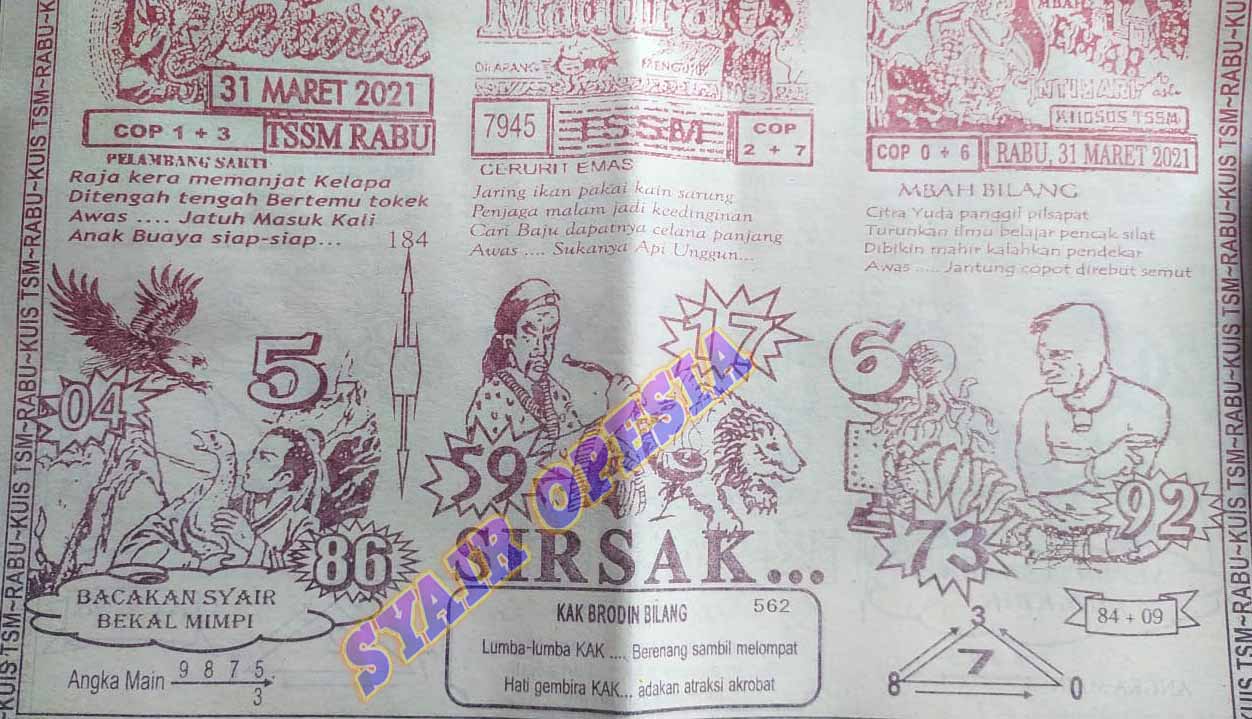 31 MARET 2021
COP 1 + 3
TSSM RABU
PELAMBANG SAKTI
Raja kera memanjat Kelapa
Ditengah tengah Bertemu tokek
Awas .... Jatuh Masuk Kali
Anak Buaya siap-siap...
184
04
5
86
BACAKAN SYAIR
BEKAL MIMPI
Angka Main 9 8 7 5
3
Madura
7945
TSSM
COP
2 + 7
CERURIT EMAS
Jaring ikan pakai kain sarung
Penjaga malam jadi keedinginan
Cari Baju dapatnya celana panjang
Awas .... Sukanya Api Unggun...
17
59
SIRSAK...
KAK BRODIN BILANG
562
Lumba-lumba KAK .... Berenang sambil melompat
Hati gembira KAK... adakan atraksi akrobat
MBAH
KHOSUS TSSM
COP 0 + 6
RABU, 31 MARET 2021
MBAH BILANG
Citra Yuda panggil pilsapat
Turunkan ilmu belajar pencak silat
Dibikin mahir kalahkan pendekar
Awas ..... Jantung copot direbut semut
6
92
73
84 + 09
3
7
8
0
SYAIR OPESIA
TSM~RABU~KUIS TSM~RABU~KUIS TSM~RABU~KUIS
TSM~RABU~KUIS TSM~RABU~KUIS TSM~RABU~KUIS